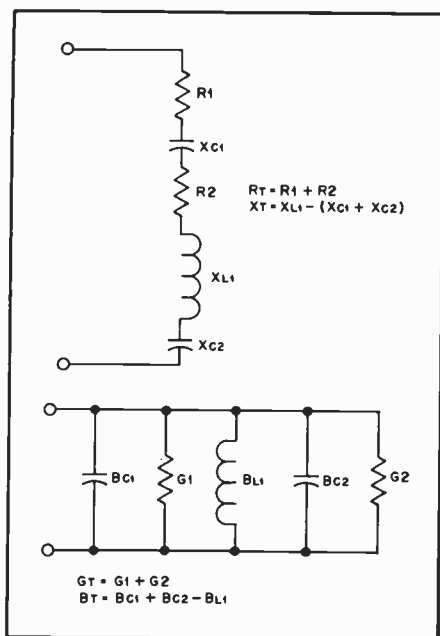 R1
XC1
R2
RT = R1 + R2
XT = XL1 - (XC1 + XC2)
XL1
XC2
BC1
G1
BL1
BC2
G2
GT = G1 + G2
BT = BC1 + BC2 - BL1